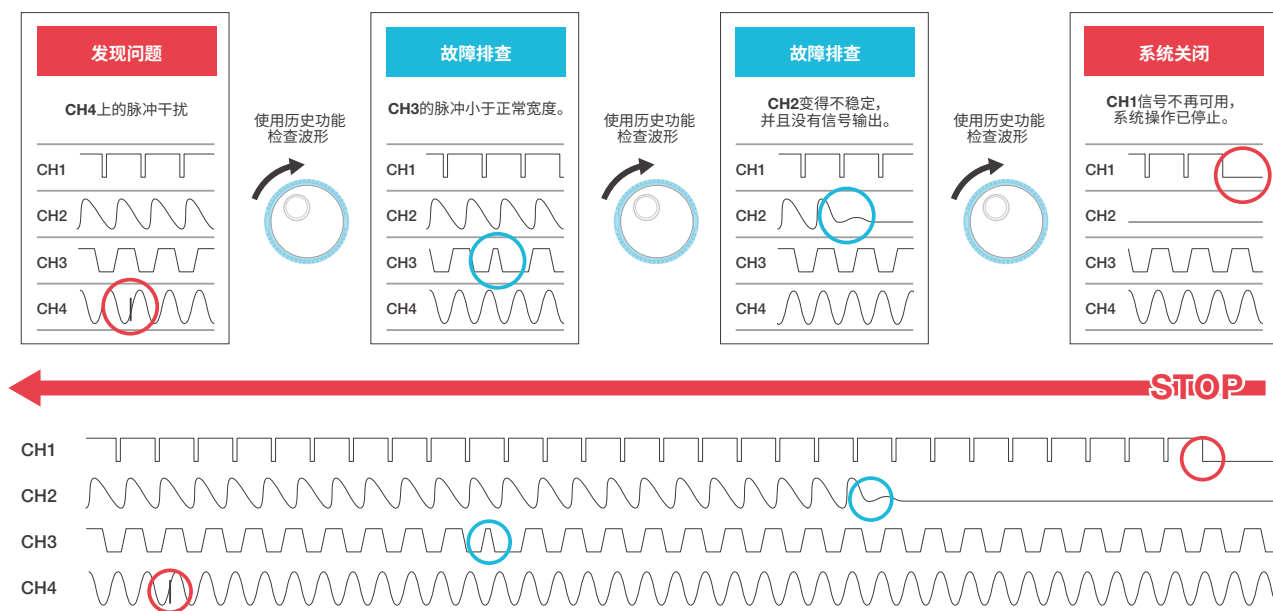 发现问题
CH4上的脉冲干扰
CH1
CH2
CH3
CH4
使用历史功能
检查波形
故障排查
CH3的脉冲小于正常宽度。
CH1
CH2
CH3
CH4
使用历史功能
检查波形
故障排查
CH2变得不稳定，
并且没有信号输出。
CH1
CH2
CH3
CH4
使用历史功能
检查波形
系统关闭
CH1信号不再可用，
系统操作已停止。
CH1
CH2
CH3
CH4
STOP
CH1
CH2
CH3
CH4